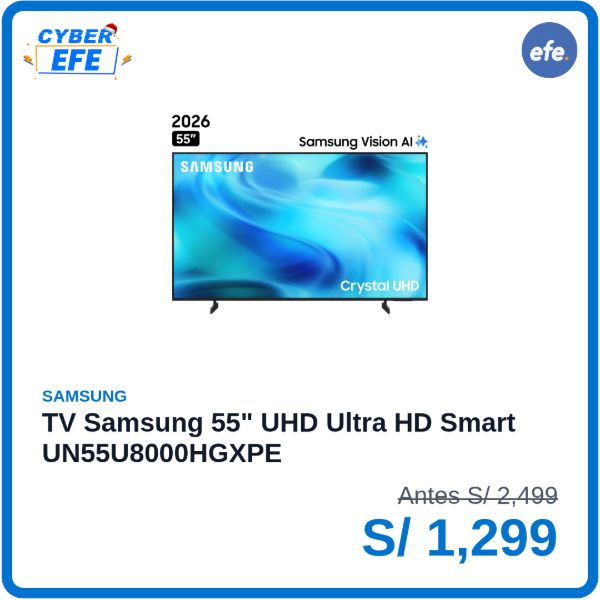 CYBER
EFE
efe.
2026
55”
Samsung Vision AI
SAMSUNG
Crystal UHD
SAMSUNG
TV Samsung 55" UHD Ultra HD Smart
UN55U8000HGXPE
Antes S/ 2,499
S/ 1,299